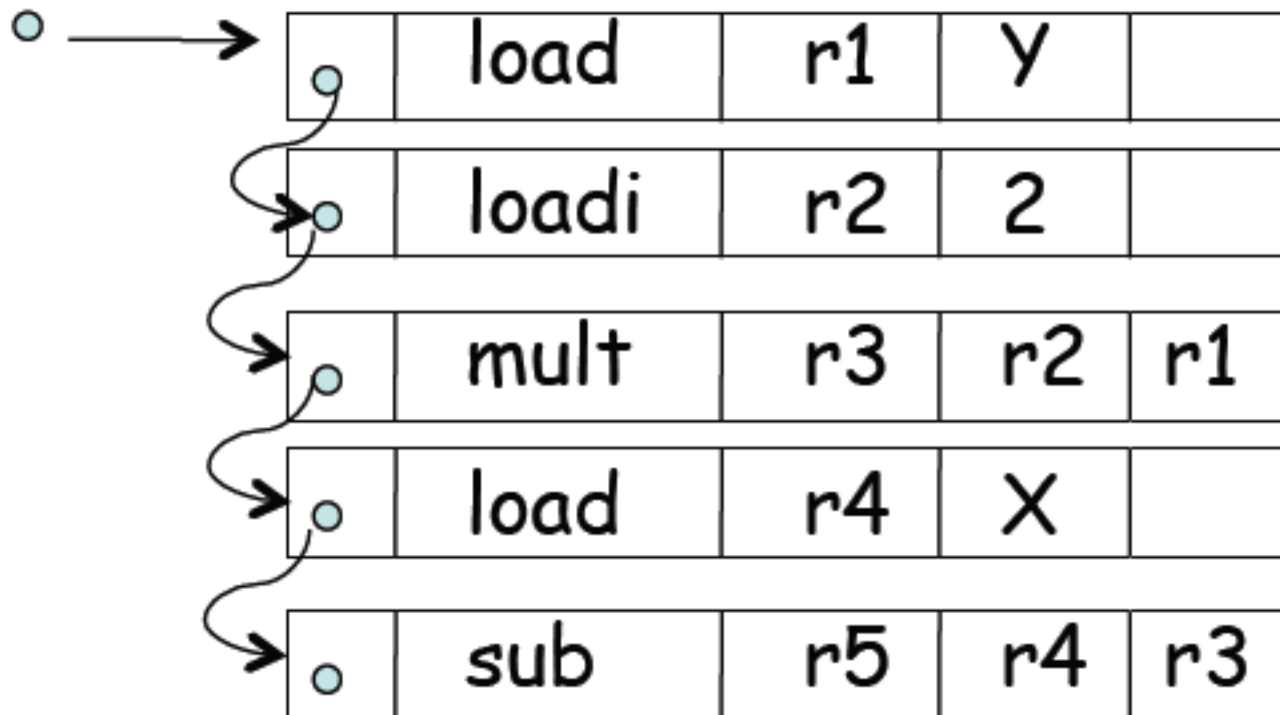 load r1 Y
loadi r2 2
mult r3 r2 r1
load r4 X
sub r5 r4 r3